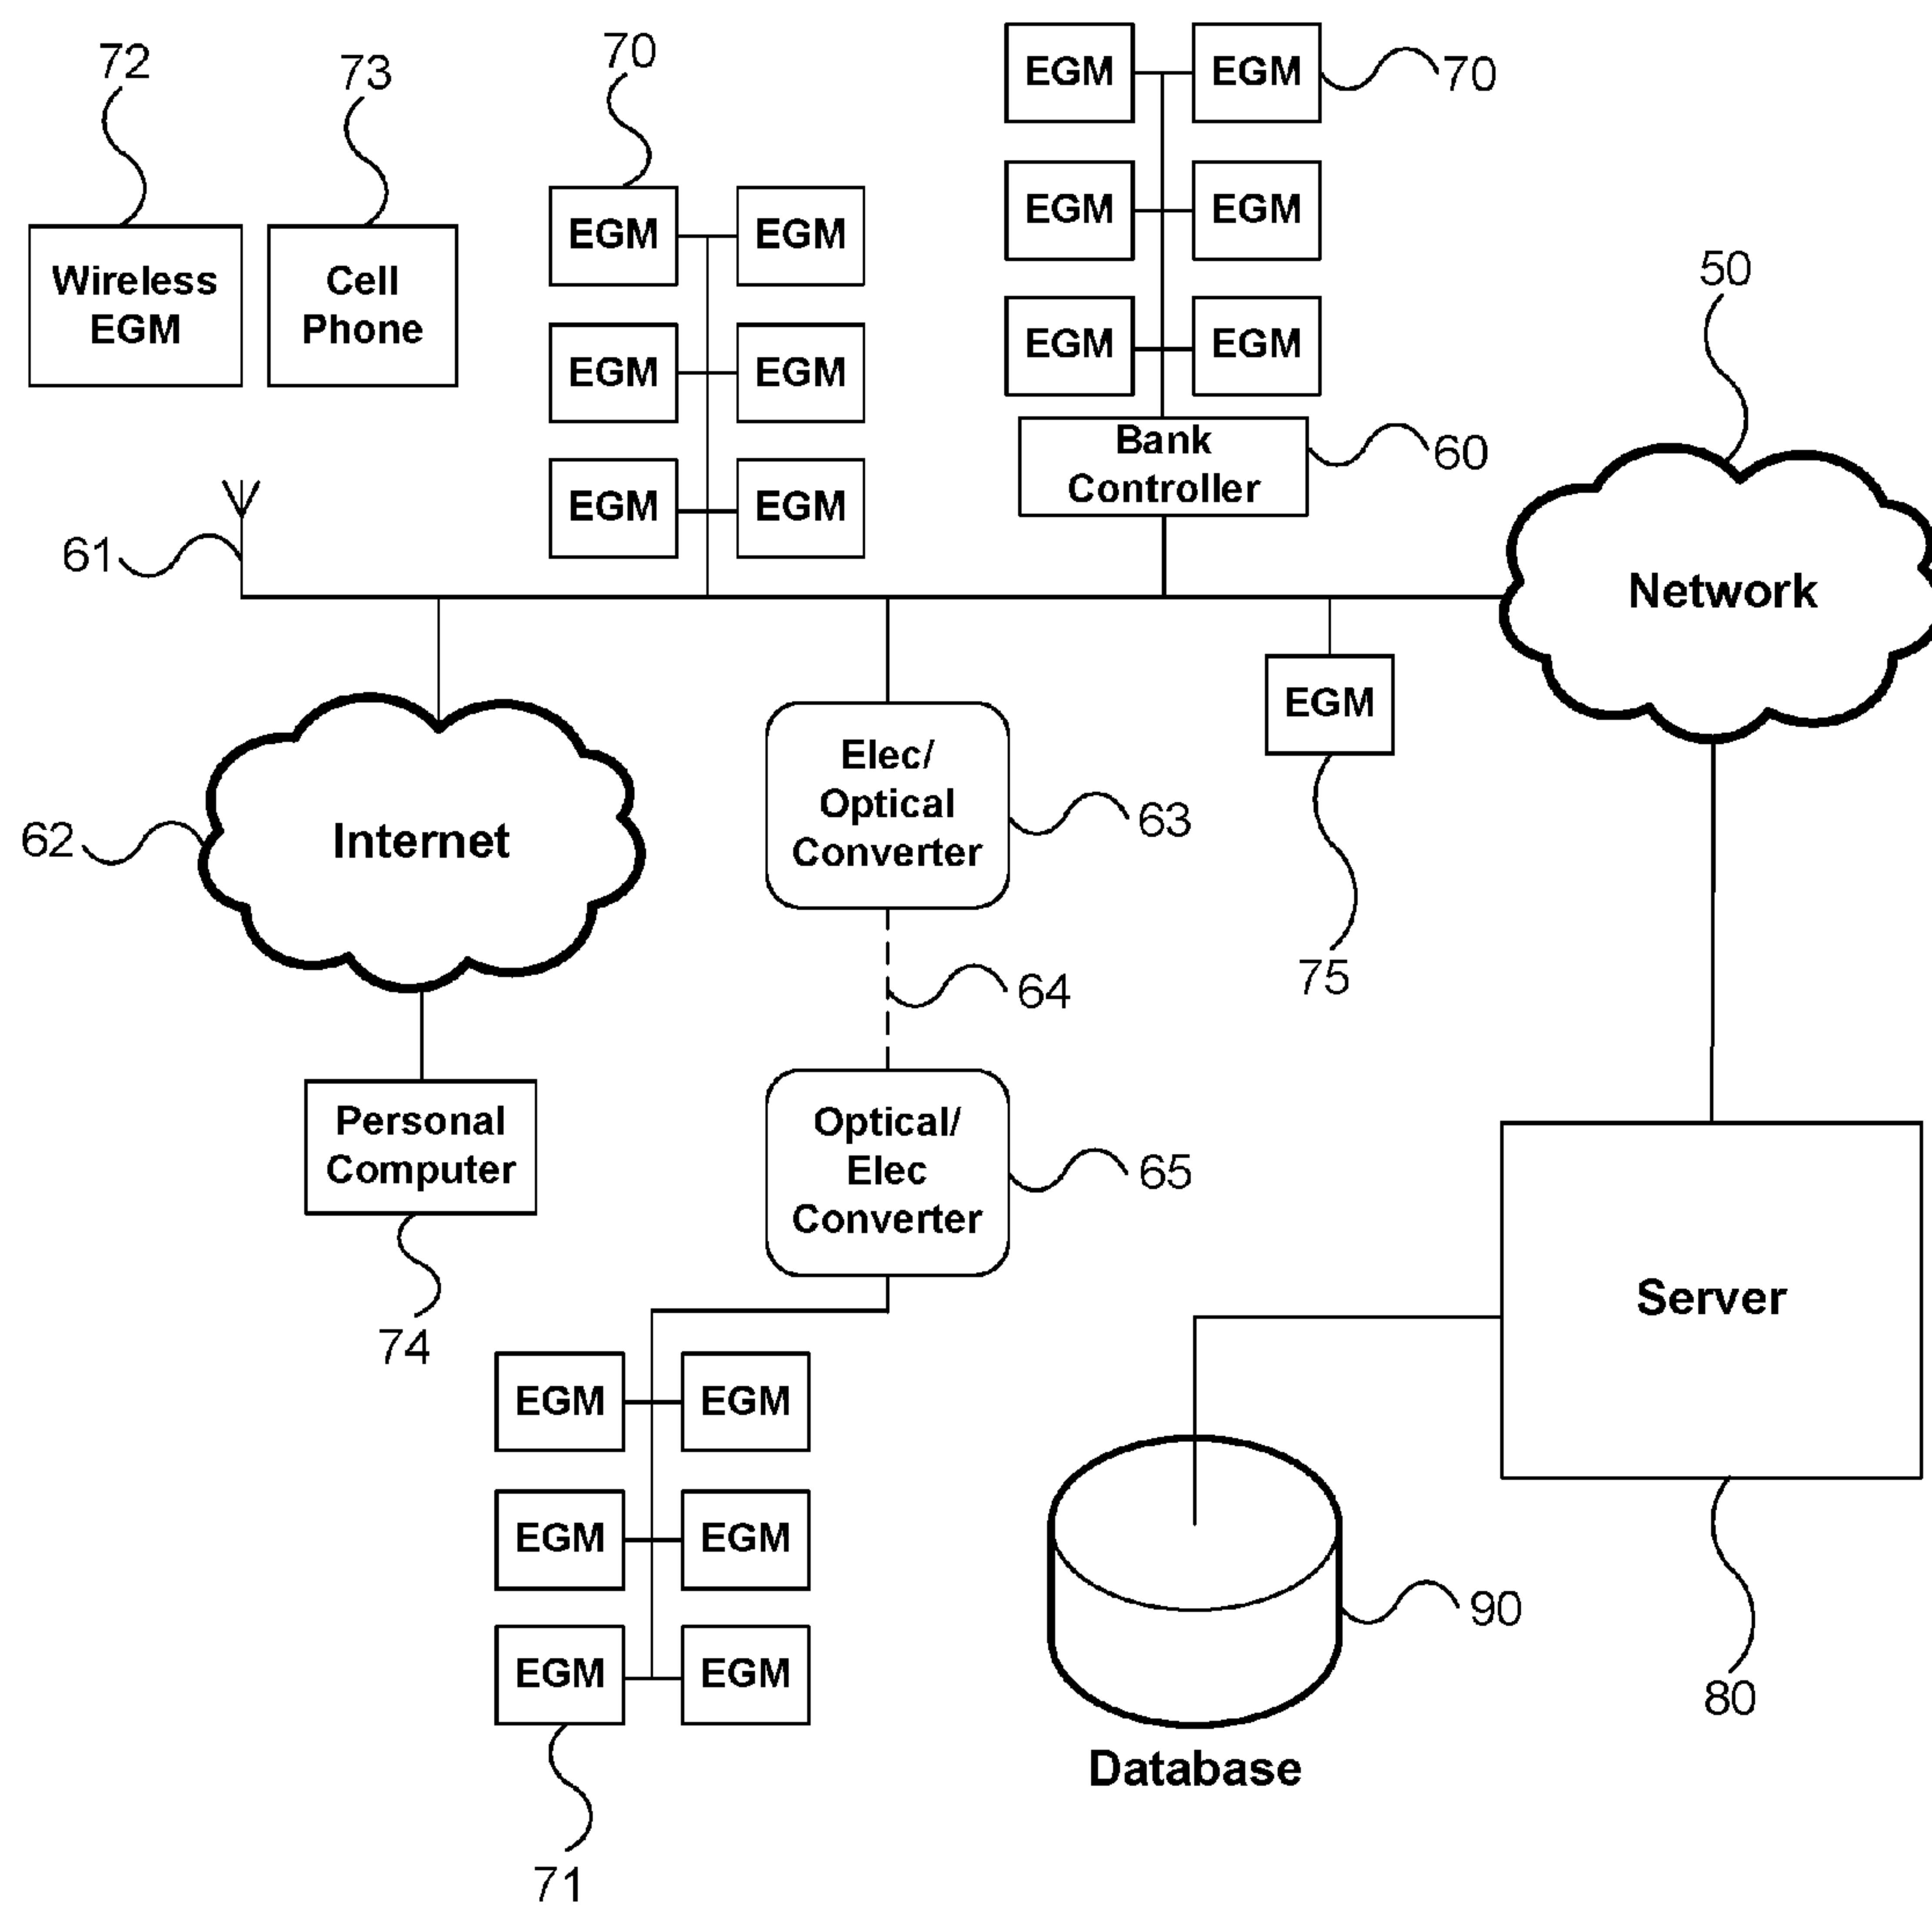 72
73
70
EGM
EGM
70
EGM
EGM
EGM
EGM
EGM
EGM
EGM
EGM
EGM
EGM
Wireless
EGM
Cell
Phone
50
Bank
Controller
60
EGM
EGM
61
Network
EGM
75
Elec/
Optical
Converter
63
62
Internet
64
Personal
Computer
74
Optical/
Elec
Converter
65
Server
80
EGM
EGM
EGM
EGM
EGM
EGM
71
90
Database